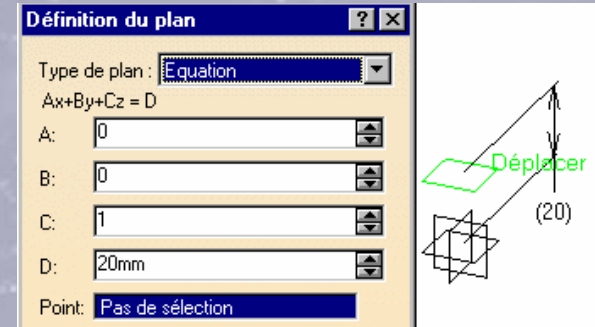 Définition du plan
Type de plan : Equation
Ax+By+Cz = D
A: 0
B: 0
C: 1
D: 20mm
Point: Pas de sélection
Déplacer
(20)